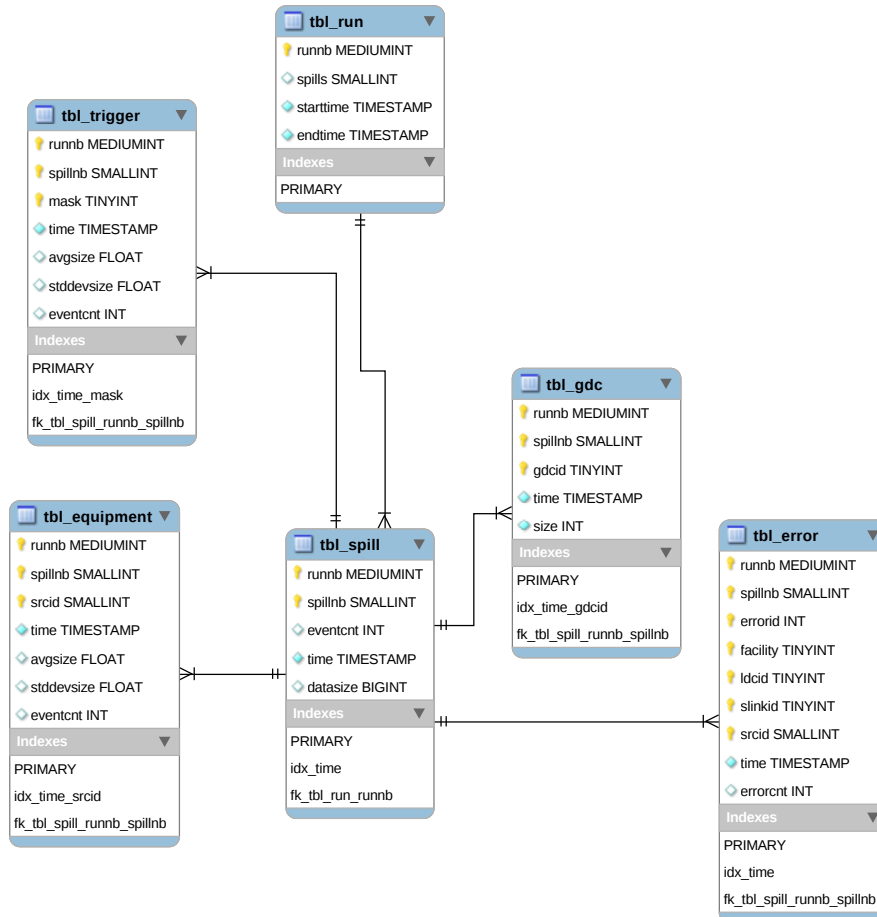 tbl_run
runnb MEDIUMINT
spills SMALLINT
starttime TIMESTAMP
endtime TIMESTAMP
Indexes
PRIMARY
tbl_trigger
runnb MEDIUMINT
spillnb SMALLINT
mask TINYINT
time TIMESTAMP
avgsize FLOAT
stddevsize FLOAT
eventcnt INT
Indexes
PRIMARY
idx_time_mask
fk_tbl_spill_runnb_spillnb
tbl_gdc
runnb MEDIUMINT
spillnb SMALLINT
gdcid TINYINT
time TIMESTAMP
size INT
Indexes
PRIMARY
idx_time_gdcid
fk_tbl_spill_runnb_spillnb
tbl_equipment
runnb MEDIUMINT
spillnb SMALLINT
srcid SMALLINT
time TIMESTAMP
avgsize FLOAT
stddevsize FLOAT
eventcnt INT
Indexes
PRIMARY
idx_time_srcid
fk_tbl_spill_runnb_spillnb
tbl_spill
runnb MEDIUMINT
spillnb SMALLINT
eventcnt INT
time TIMESTAMP
datasize BIGINT
Indexes
PRIMARY
idx_time
fk_tbl_run_runnb
tbl_error
runnb MEDIUMINT
spillnb SMALLINT
errorid INT
facility TINYINT
ldcid TINYINT
slinkid TINYINT
srcid SMALLINT
time TIMESTAMP
errorcnt INT
Indexes
PRIMARY
idx_time
fk_tbl_spill_runnb_spillnb